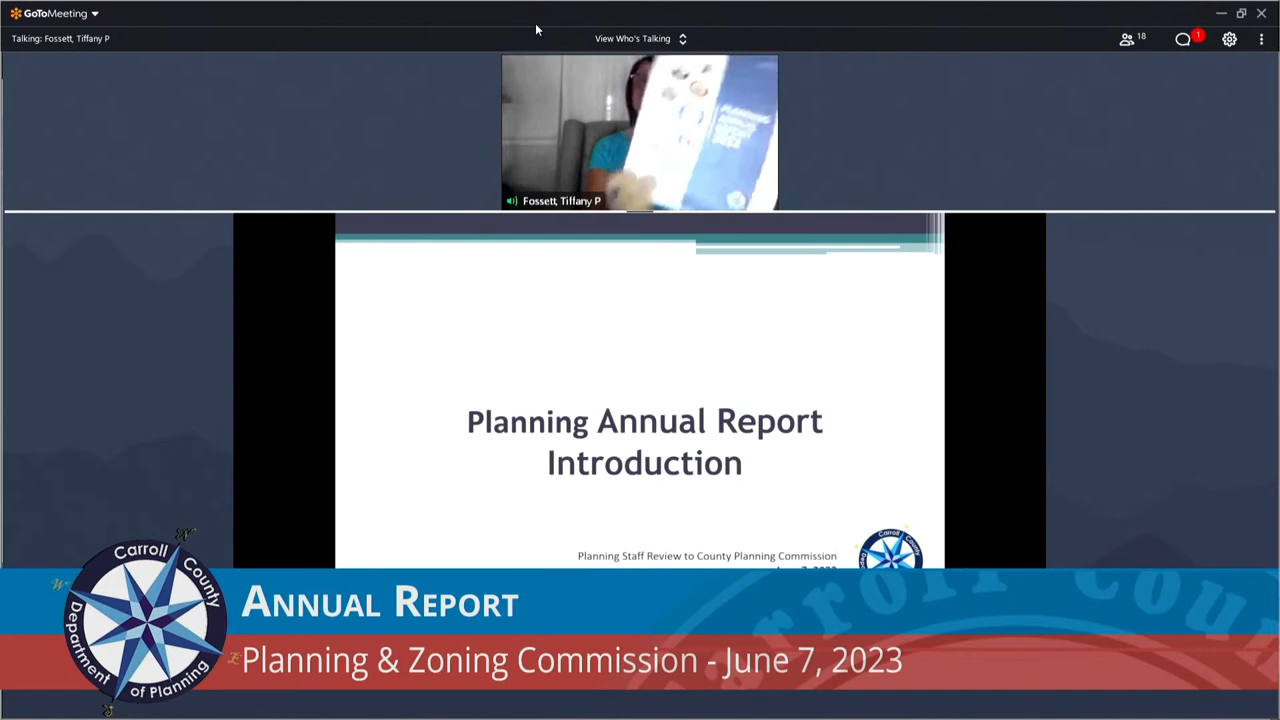 GoToMeeting
Talking: Fossett, Tiffany P
View Who's Talking
18
1
Fossett, Tiffany P
Planning Annual Report
Introduction
Planning Staff Review to County Planning Commission
Carroll County
Department of Planning
N
W
E
S
Annual Report
Planning & Zoning Commission - June 7, 2023